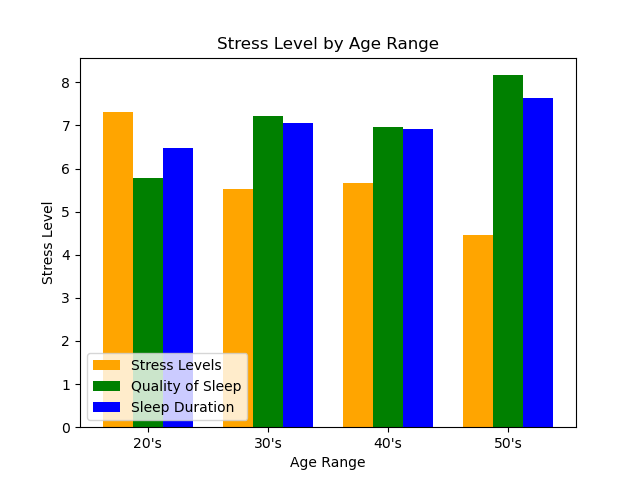 Stress Level by Age Range
Stress Level
8
7
6
5
4
3
2
1
0
Stress Levels
Quality of Sleep
Sleep Duration
20's 30's 40's 50's
Age Range